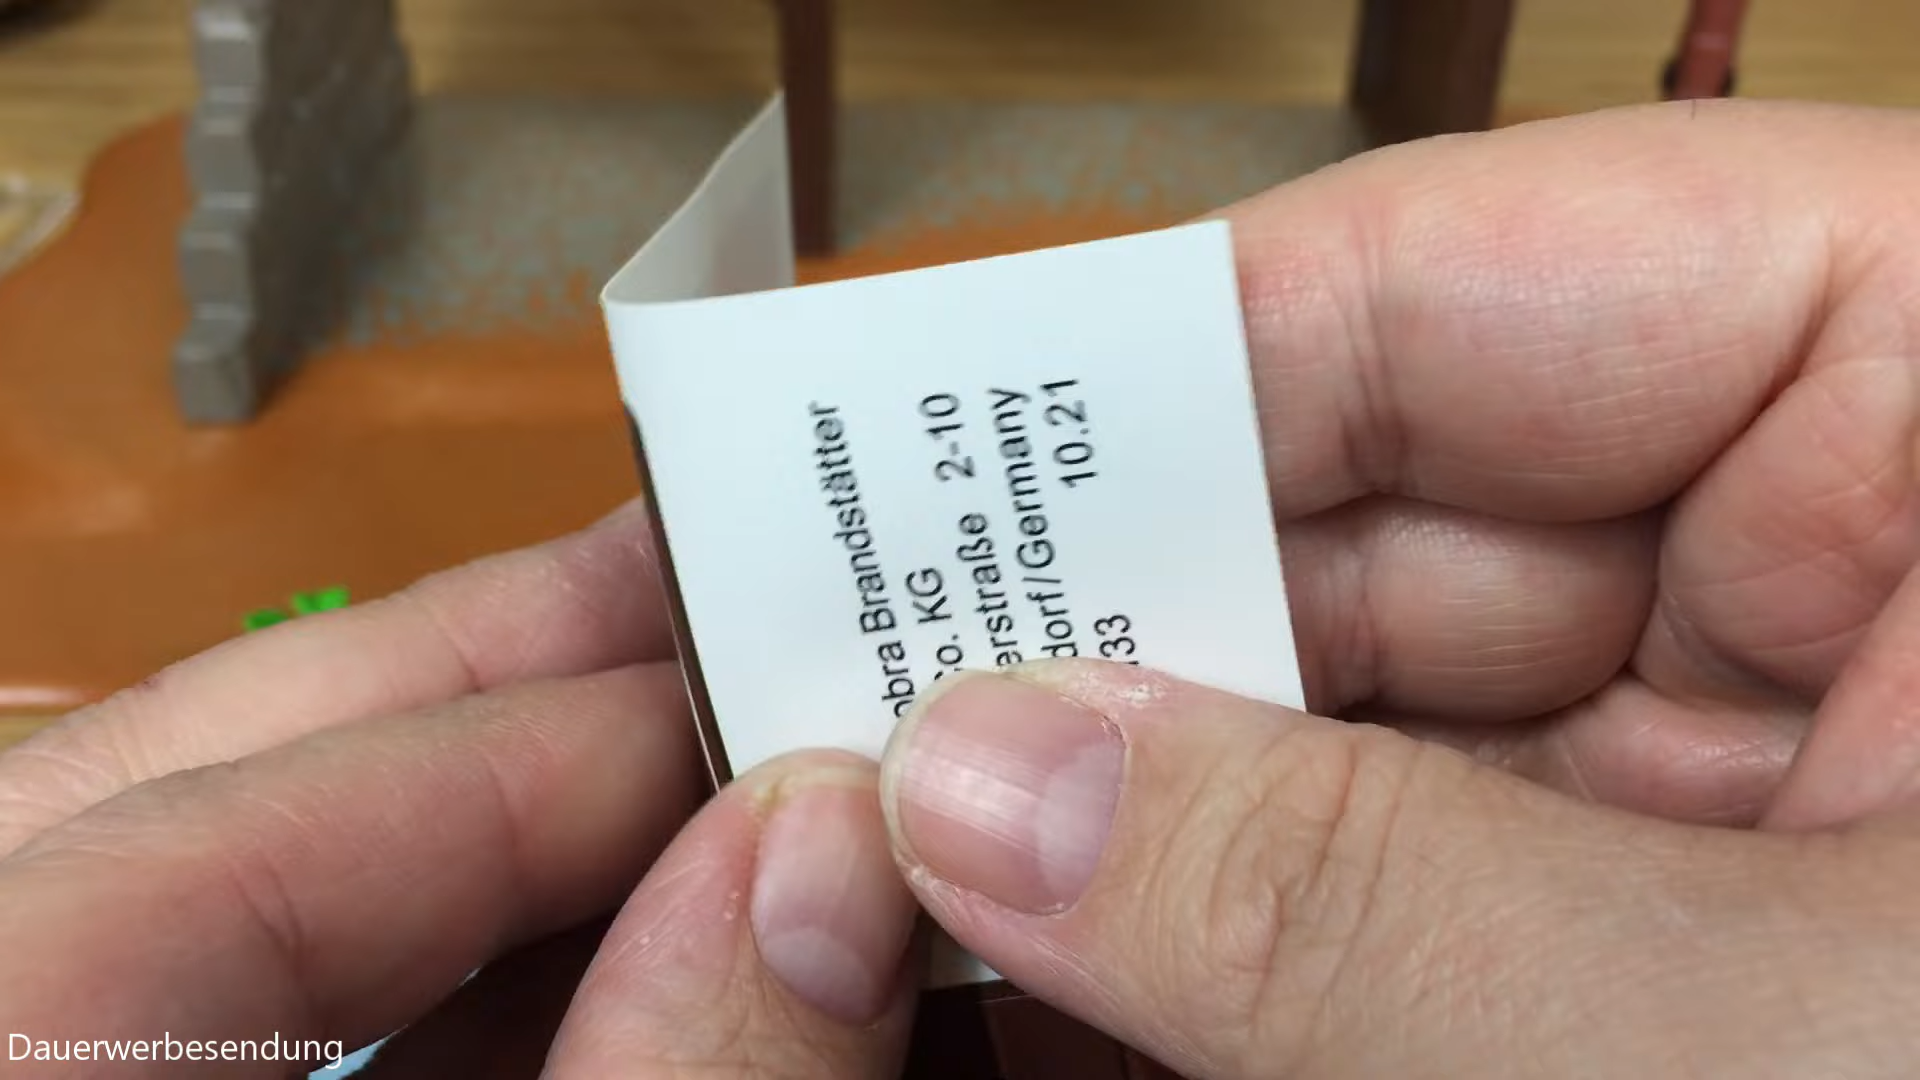 obra Brandstätter
Co. KG 2-10
erstraße
dorf/Germany
33 10.21
Dauerwerbesendung